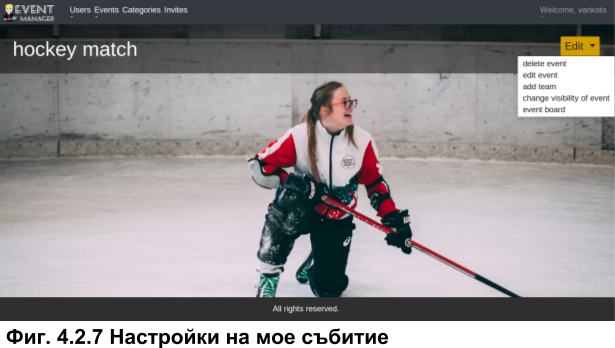 EVENT
MANAGER
Users Events Categories Invites
Welcome, vankata
hockey match
Edit
delete event
edit event
add team
change visibility of event
event board
All rights reserved.
Фиг. 4.2.7 Настройки на мое събитие